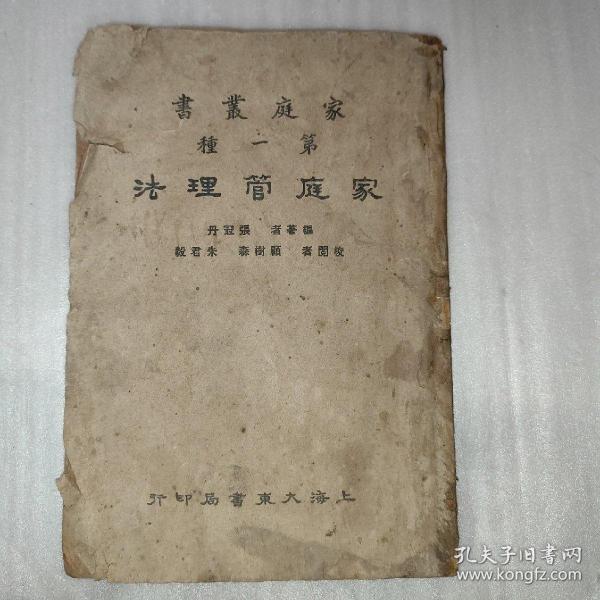 家庭叢書
第一種
家庭管理法
編著者 張冠丹
校閱者 顧樹森 朱君毅
上海大東書局印行
孔夫子旧书网
www.kongfz.com